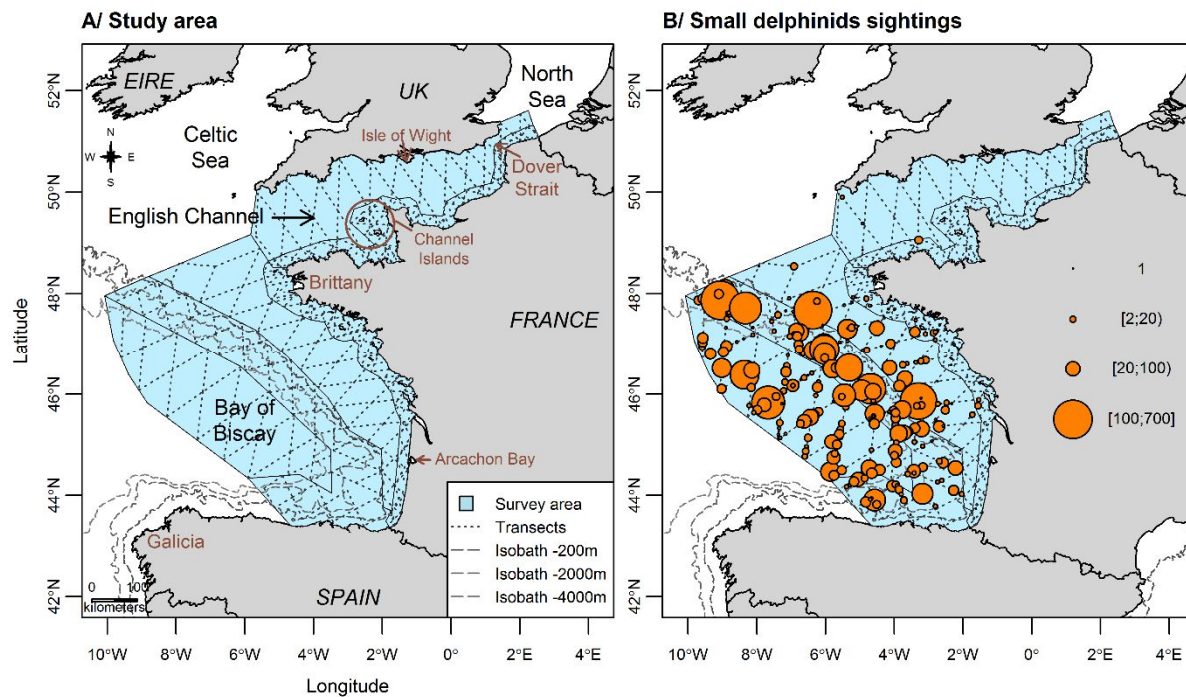 A/ Study area
B/ Small delphinids sightings
EIRE
UK
North
Sea
Celtic
Sea
N
W E
S
Isle of Wight
Dover
Strait
English Channel
Channel
Islands
Brittany
FRANCE
Bay of
Biscay
Arcachon Bay
Galicia
SPAIN
0 100
kilometers
Survey area
Transects
Isobath -200m
Isobath -2000m
Isobath -4000m
Latitude
52°N
50°N
48°N
46°N
44°N
42°N
10°W 8°W 6°W 4°W 2°W 0° 2°E 4°E
Longitude
1
[2;20)
[20;100)
[100;700]
52°N
50°N
48°N
46°N
44°N
42°N
10°W 8°W 6°W 4°W 2°W 0° 2°E 4°E